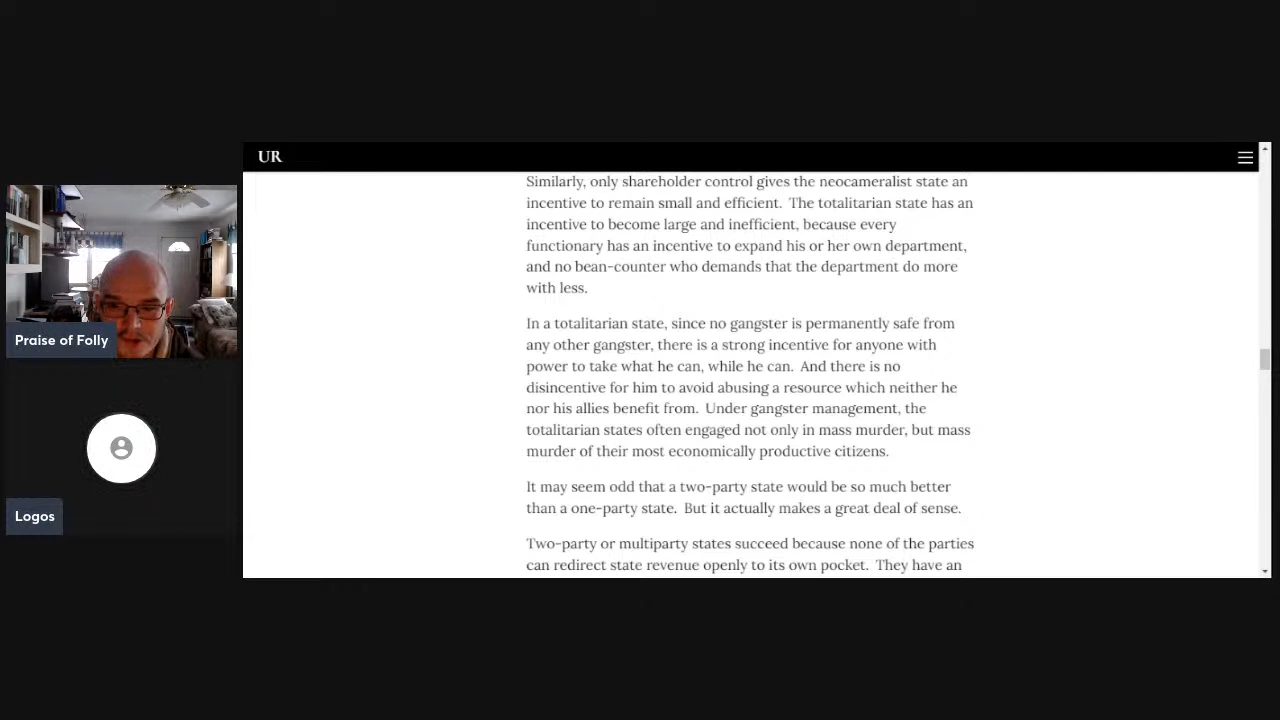 UR
Similarly, only shareholder control gives the neocameralist state an
incentive to remain small and efficient. The totalitarian state has an
incentive to become large and inefficient, because every
functionary has an incentive to expand his or her own department,
and no bean-counter who demands that the department do more
with less.
In a totalitarian state, since no gangster is permanently safe from
any other gangster, there is a strong incentive for anyone with
power to take what he can, while he can. And there is no
disincentive for him to avoid abusing a resource which neither he
nor his allies benefit from. Under gangster management, the
totalitarian states often engaged not only in mass murder, but mass
murder of their most economically productive citizens.
It may seem odd that a two-party state would be so much better
than a one-party state. But it actually makes a great deal of sense.
Two-party or multiparty states succeed because none of the parties
can redirect state revenue openly to its own pocket. They have an
Praise of Folly
Logos